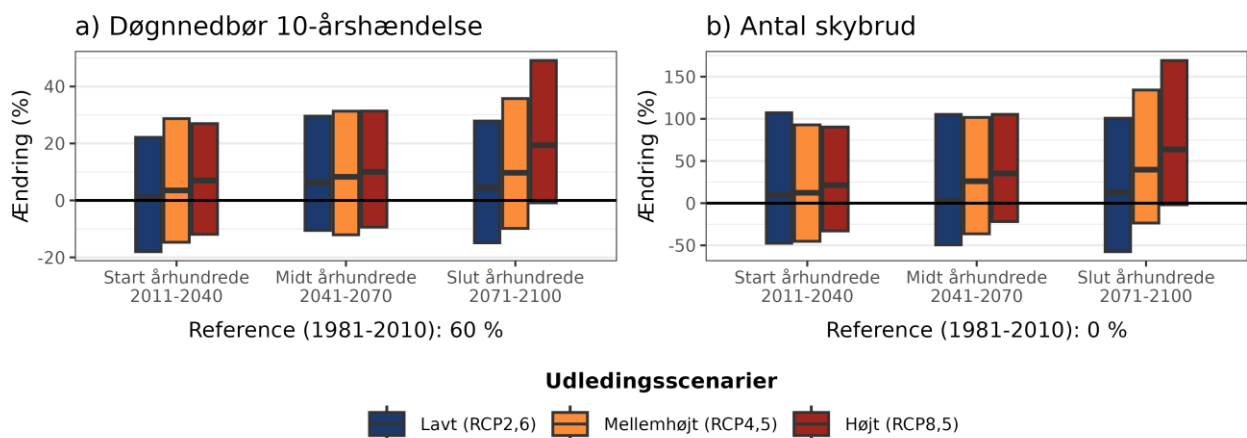 a) Døgnnedbør 10-årshændelse
Ændring (%)
40
20
0
-20
Start århundrede
2011-2040
Midt århundrede
2041-2070
Slut århundrede
2071-2100
Reference (1981-2010): 60 %
b) Antal skybrud
Ændring (%)
150
100
50
0
-50
Start århundrede
2011-2040
Midt århundrede
2041-2070
Slut århundrede
2071-2100
Reference (1981-2010): 0 %
Udledingsscenarier
Lavt (RCP2,6)
Mellemhøjt (RCP4,5)
Højt (RCP8,5)